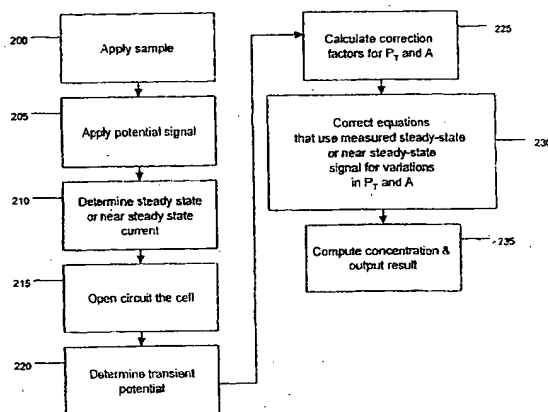 200
Apply sample
205
Apply potential signal
210
Determine steady state
or near steady state
current
215
Open circuit the cell
220
Determine transient
potential
225
Calculate correction
factors for P_T and A
230
Correct equations
that use measured steady-state
or near steady-state
signal for variations
in P_T and A
235
Compute concentration &
output result